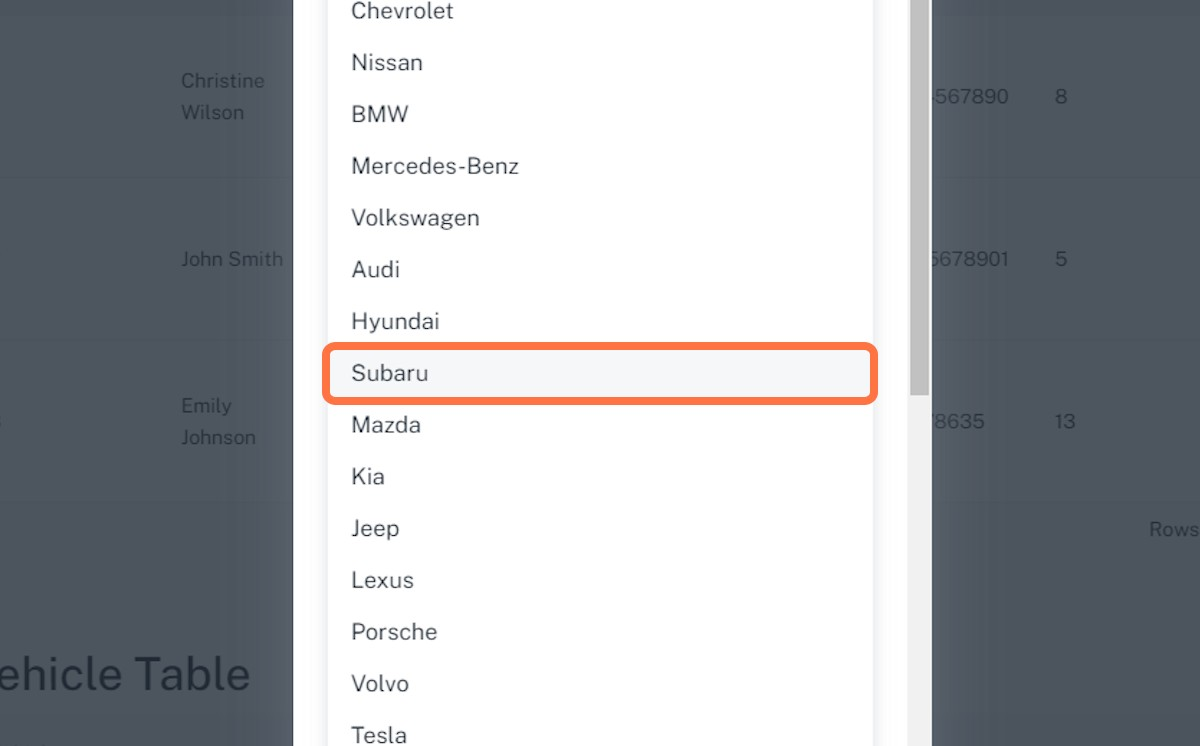 Chevrolet
Nissan
BMW
Mercedes-Benz
Volkswagen
Audi
Hyundai
Subaru
Mazda
Kia
Jeep
Lexus
Porsche
Volvo
Tesla
Christine
Wilson
567890 8
John Smith
5678901 5
Emily
Johnson
78635 13
Rows
ehicle Table